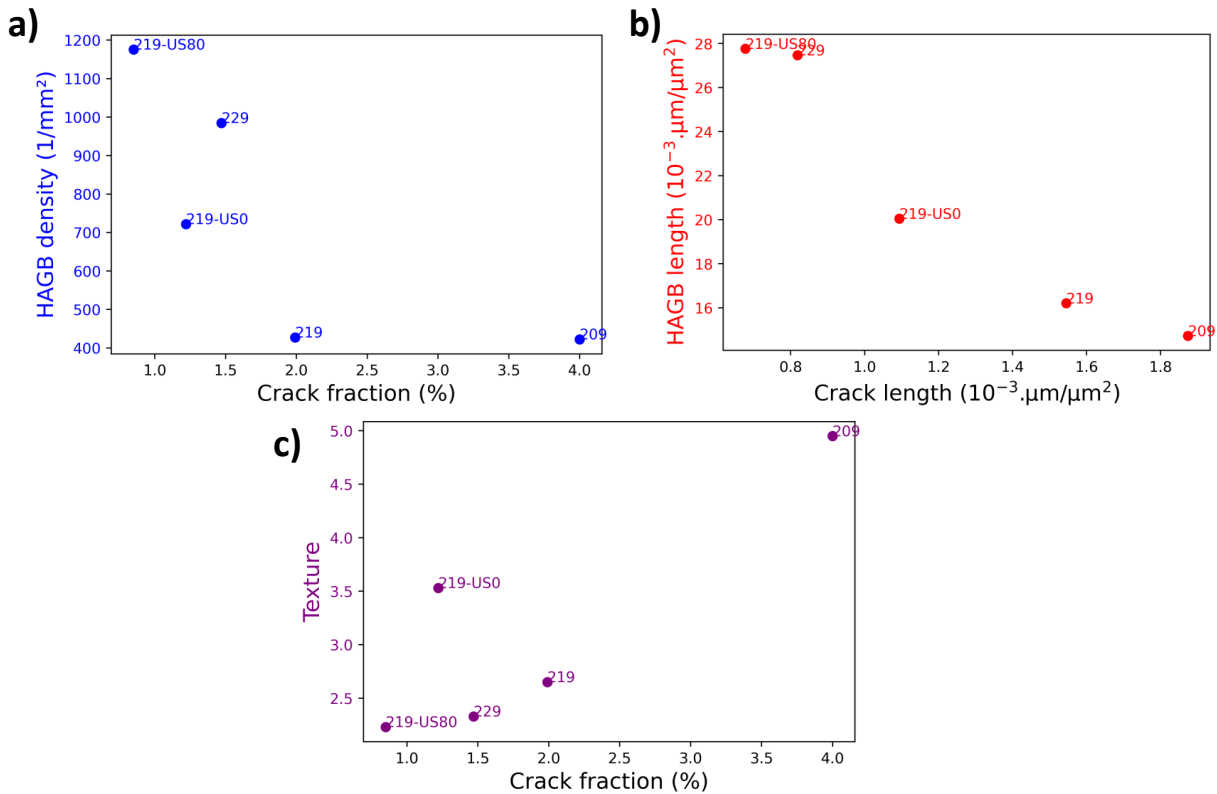 a)
HAGB density (1/mm²)
1200
1100
1000
900
800
700
600
500
400
219-US80
229
219-US0
219
209
1.0 1.5 2.0 2.5 3.0 3.5 4.0
Crack fraction (%)
b)
HAGB length (10⁻³.μm/μm²)
28
26
24
22
20
18
16
219-US80
229
219-US0
219
209
0.8 1.0 1.2 1.4 1.6 1.8
Crack length (10⁻³.μm/μm²)
c)
Texture
5.0
4.5
4.0
3.5
3.0
2.5
209
219-US0
219
229
219-US80
1.0 1.5 2.0 2.5 3.0 3.5 4.0
Crack fraction (%)